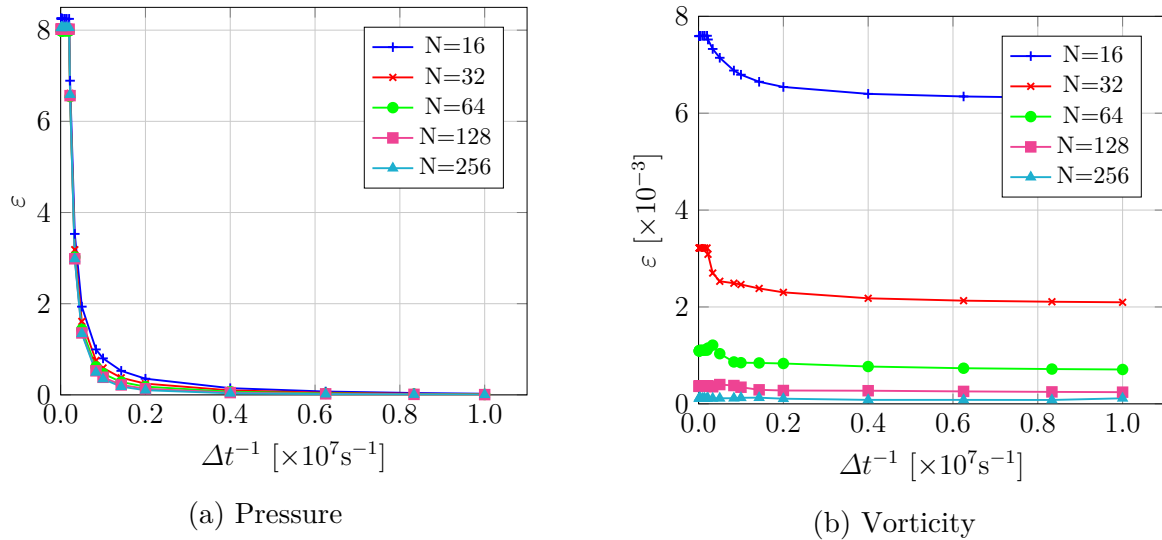 8
6
4
2
0
ε
0.0 0.2 0.4 0.6 0.8 1.0
Δt⁻¹ [×10⁷s⁻¹]
N=16
N=32
N=64
N=128
N=256
(a) Pressure
8
6
4
2
0
ε [×10⁻³]
0.0 0.2 0.4 0.6 0.8 1.0
Δt⁻¹ [×10⁷s⁻¹]
N=16
N=32
N=64
N=128
N=256
(b) Vorticity